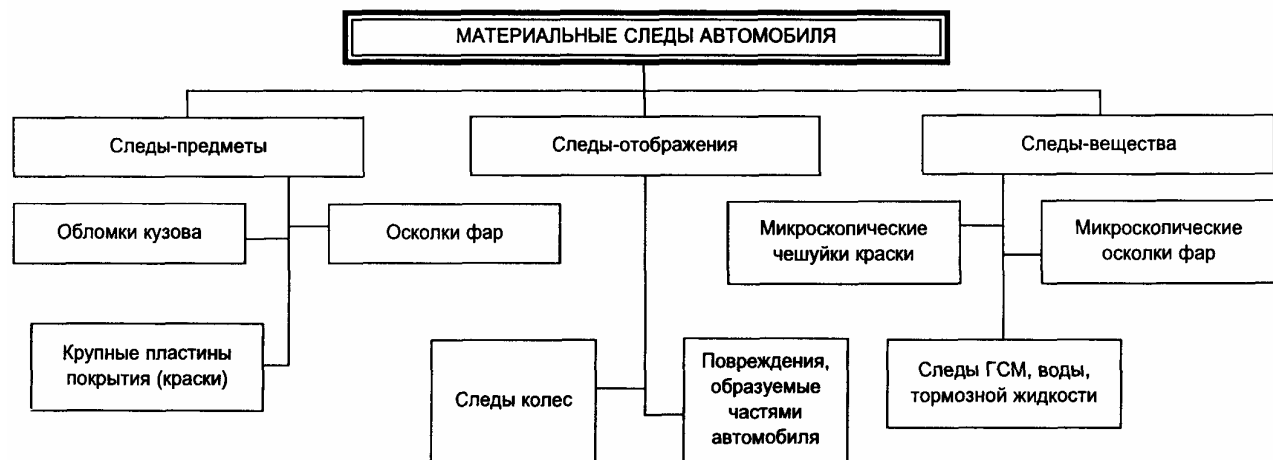 МАТЕРИАЛЬНЫЕ СЛЕДЫ АВТОМОБИЛЯ
Следы-предметы
Следы-отображения
Следы-вещества
Обломки кузова
Осколки фар
Микроскопические
чешуйки краски
Микроскопические
осколки фар
Крупные пластины
покрытия (краски)
Следы колес
Повреждения,
образуемые
частями
автомобиля
Следы ГСМ, воды,
тормозной жидкости